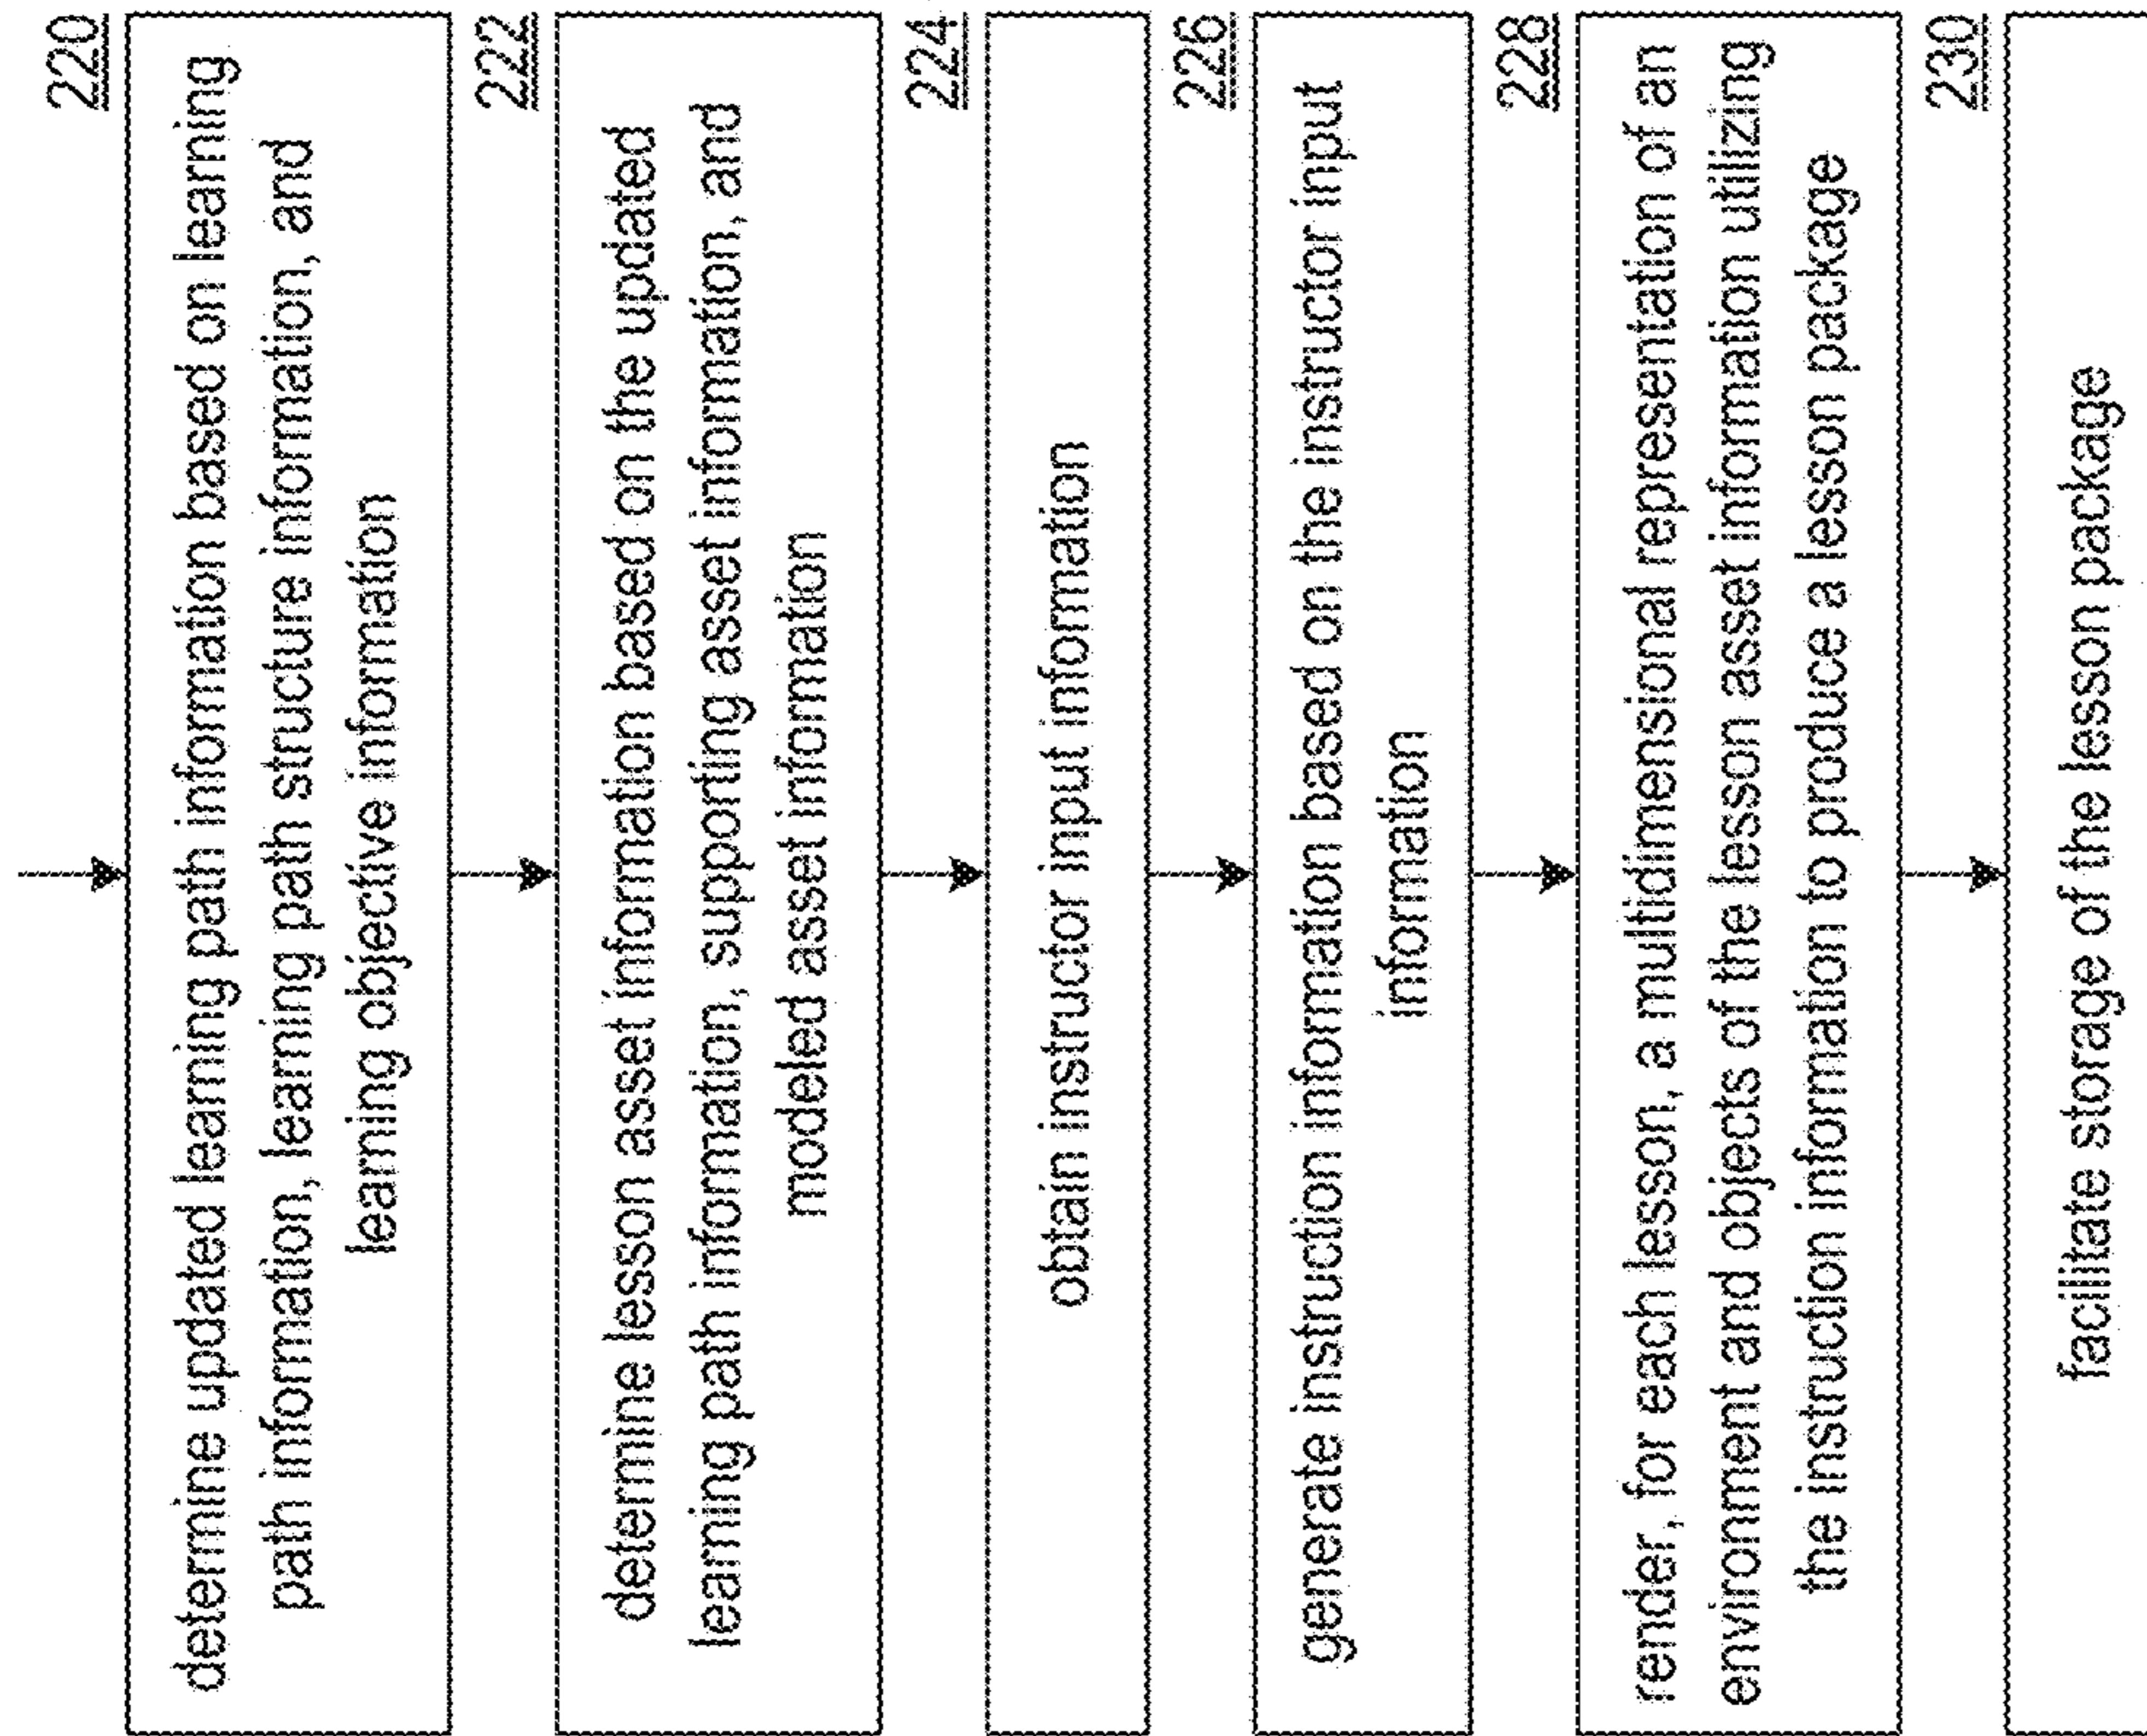 220
determine updated learning path information based on learning
path information, learning path structure information, and
learning objective information
222
determine lesson asset information based on the updated
learning path information, supporting asset information, and
modeled asset information
224
obtain instructor input information
226
generate instruction information based on the instructor input
information
228
render, for each lesson, a multidimensional representation of an
environment and objects of the lesson asset information utilizing
the instruction information to produce a lesson package
230
facilitate storage of the lesson package